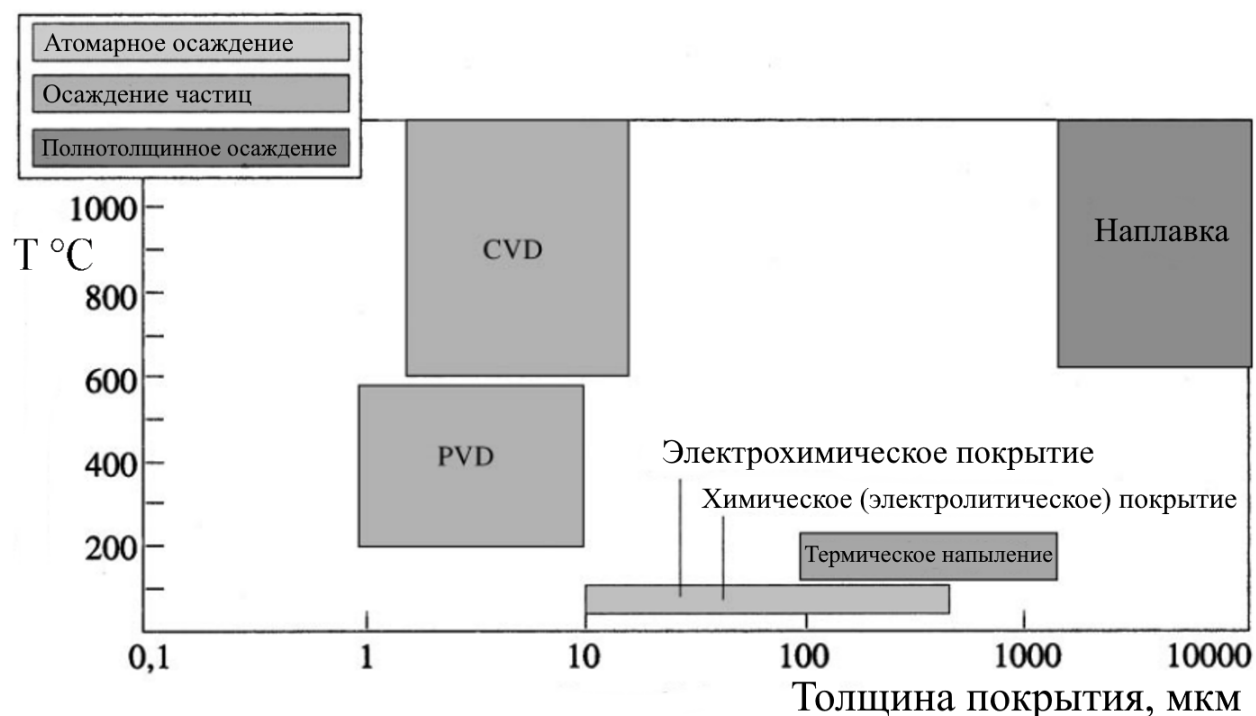 Атомарное осаждение
Осаждение частиц
Полнотолщинное осаждение
1000
T °C
800
600
400
200
CVD
Наплавка
PVD
Электрохимическое покрытие
Химическое (электролитическое) покрытие
Термическое напыление
0,1 1 10 100 1000 10000
Толщина покрытия, мкм